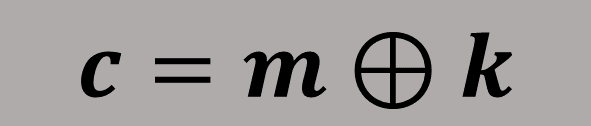 c = m ⊕ k